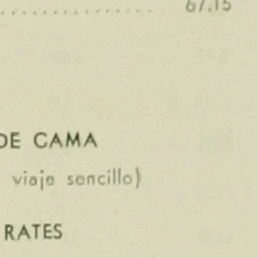 67.15
DE CAMA
viaje sencillo)
RATES